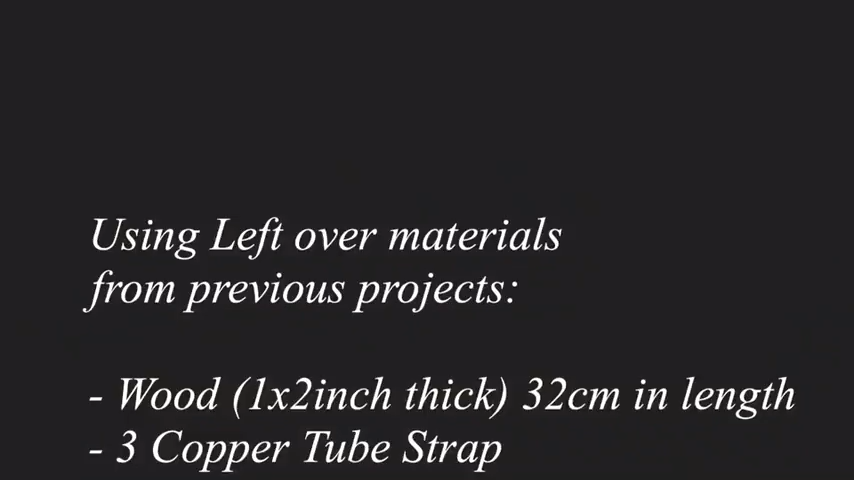 Using Left over materials
from previous projects:
- Wood (1x2inch thick) 32cm in length
- 3 Copper Tube Strap